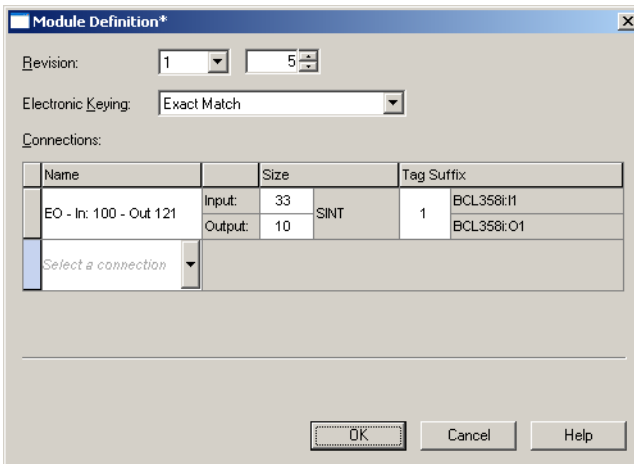 Module Definition*
Revision: 1 5
Electronic Keying: Exact Match
Connections:
Name Size Tag Suffix
EO - In: 100 - Out 121 Input: 33 SINT 1 BCL358i:I1
Output: 10 BCL358i:O1
Select a connection
OK Cancel Help